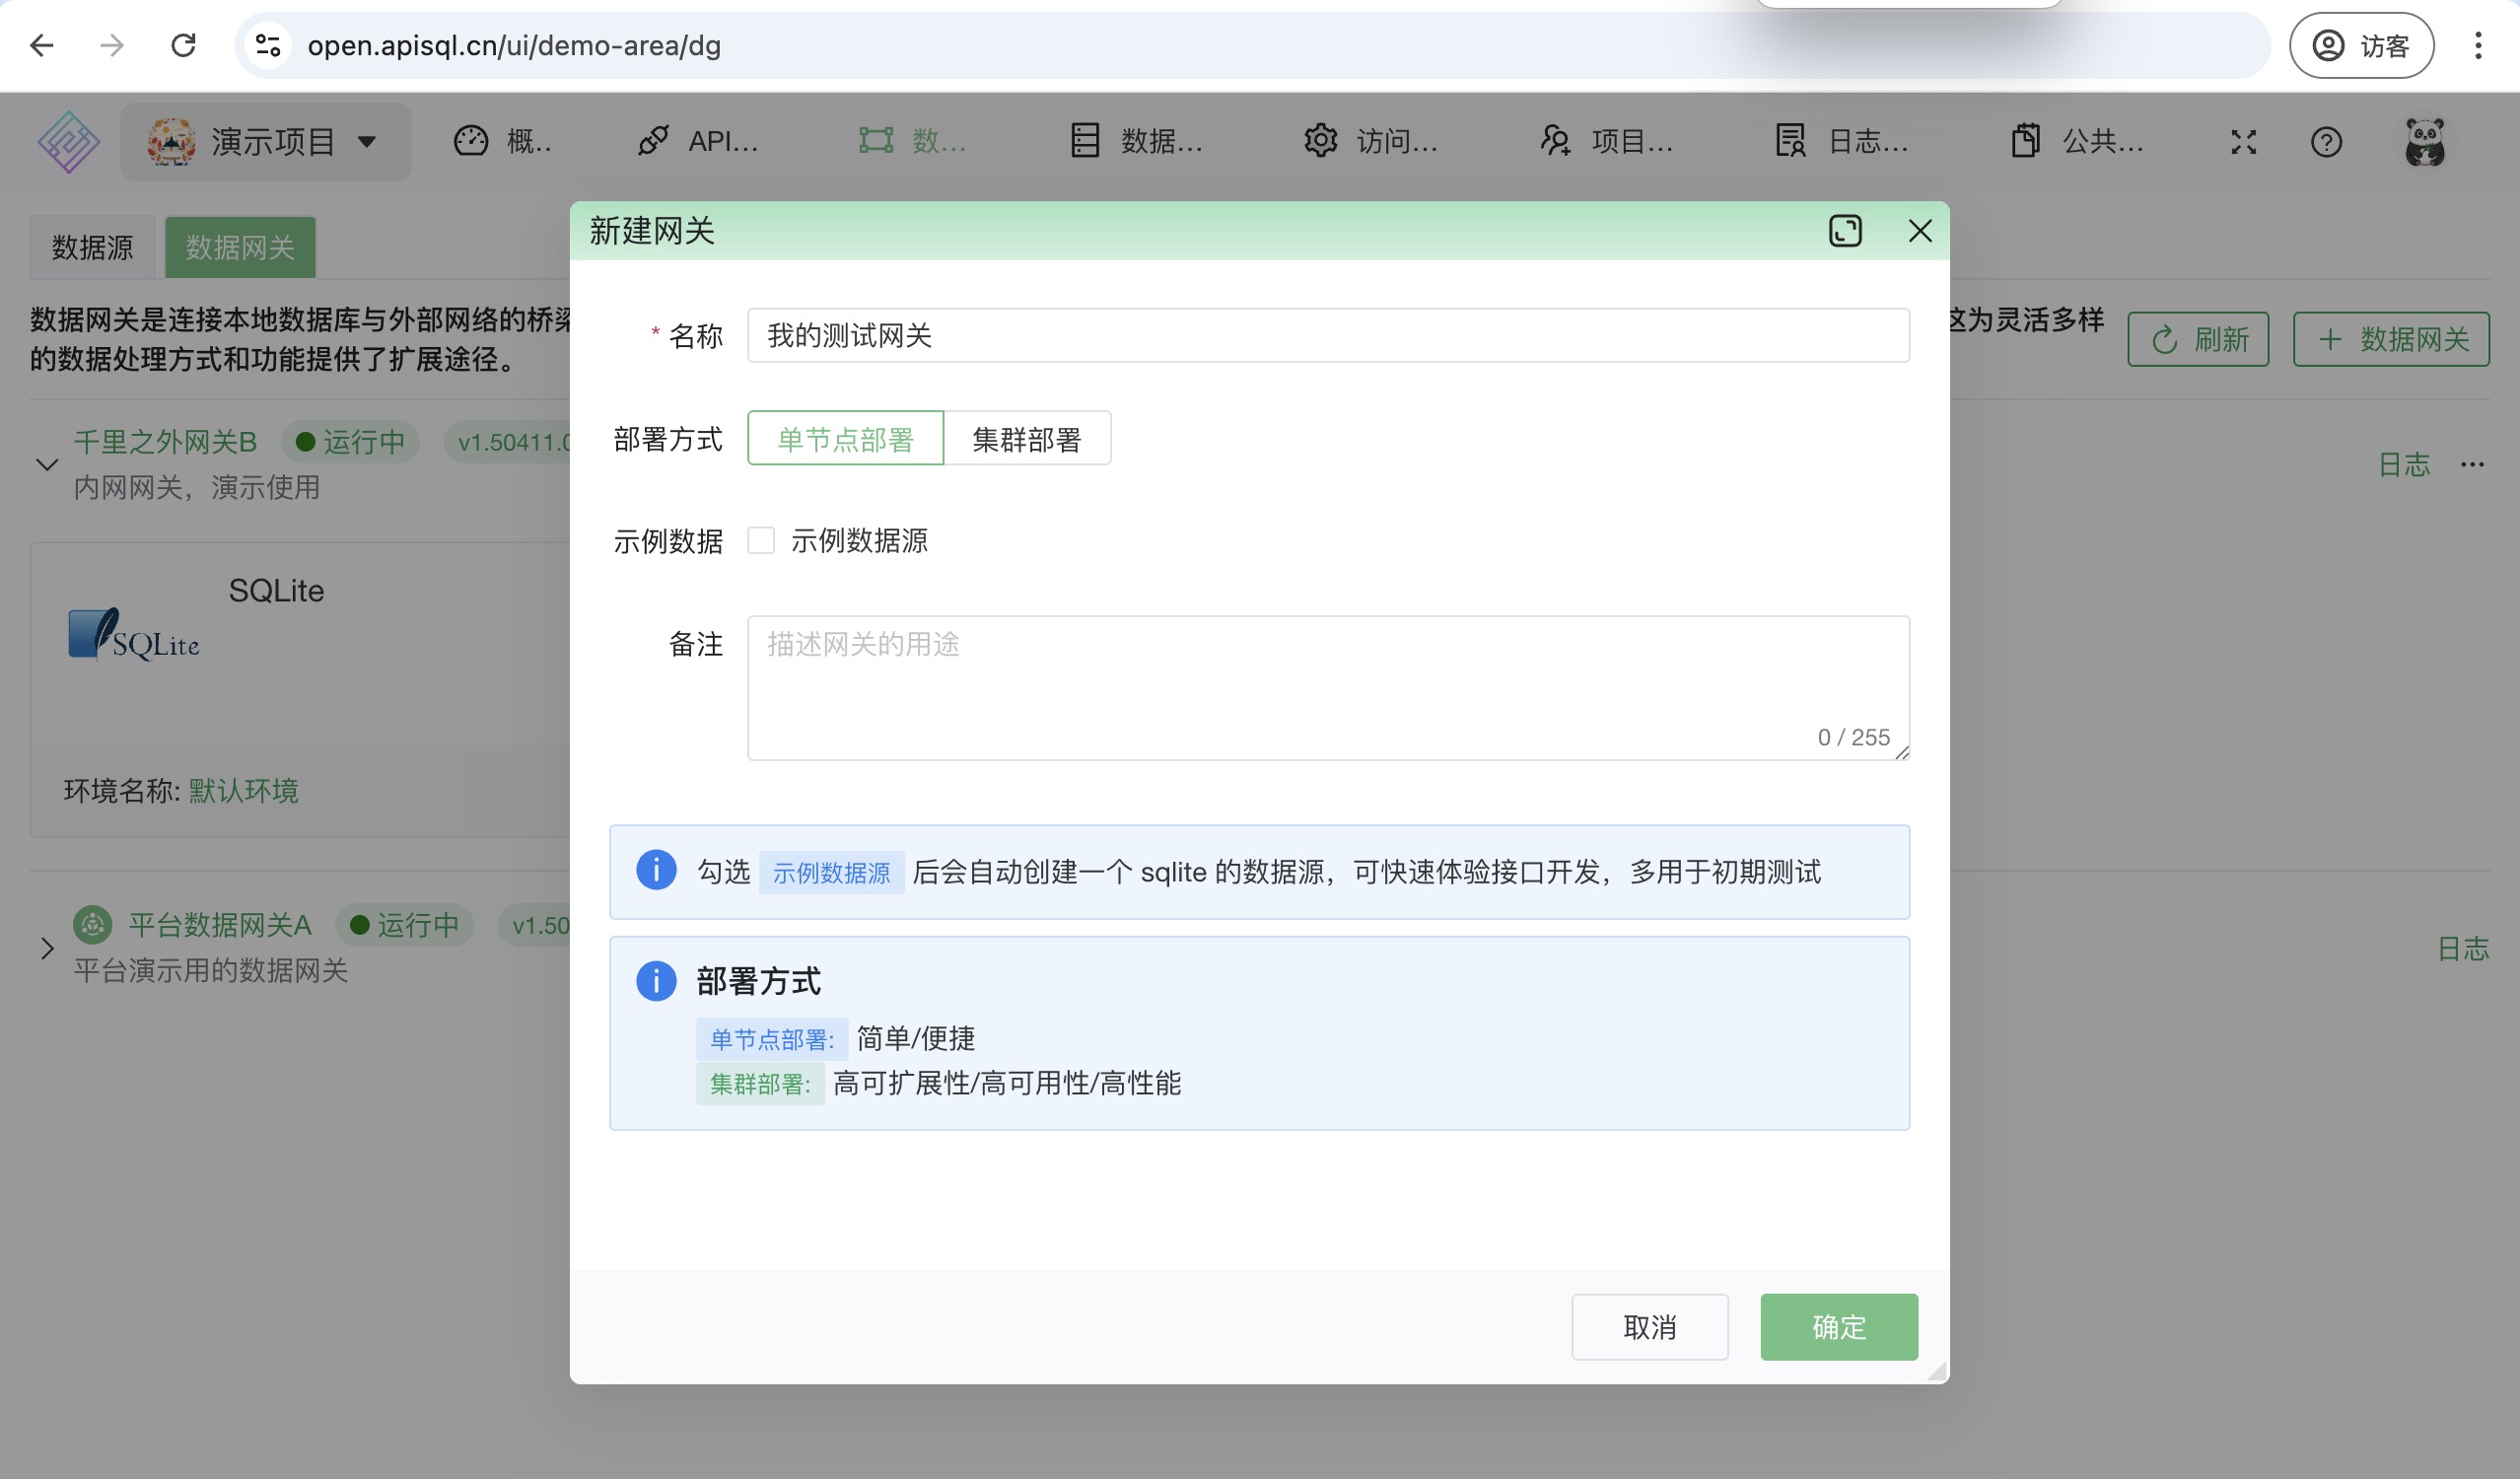 open.apisql.cn/ui/demo-area/dg
访客
演示项目
概..
API...
数...
数据...
访问...
项目...
日志...
公共...
数据源
数据网关
数据网关是连接本地数据库与外部网络的桥梁
这为灵活多样
的数据处理方式和功能提供了扩展途径。
刷新
+ 数据网关
千里之外网关B
运行中
v1.50411.0
内网网关，演示使用
日志
...
SQLite
SQLite
环境名称: 默认环境
平台数据网关A
运行中
v1.50
平台演示用的数据网关
日志
新建网关
* 名称
我的测试网关
部署方式
单节点部署
集群部署
示例数据
示例数据源
备注
描述网关的用途
0 / 255
勾选 示例数据源 后会自动创建一个 sqlite 的数据源，可快速体验接口开发，多用于初期测试
部署方式
单节点部署: 简单/便捷
集群部署: 高可扩展性/高可用性/高性能
取消
确定